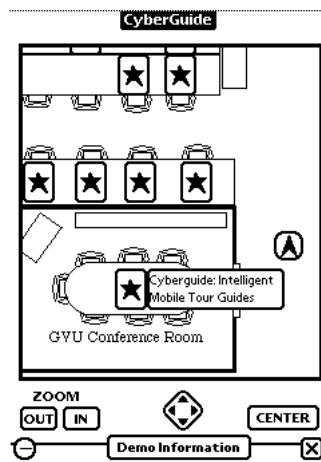 CyberGuide
Cyberguide: Intelligent
Mobile Tour Guides
GVU Conference Room
ZOOM
OUT IN
CENTER
Demo Information